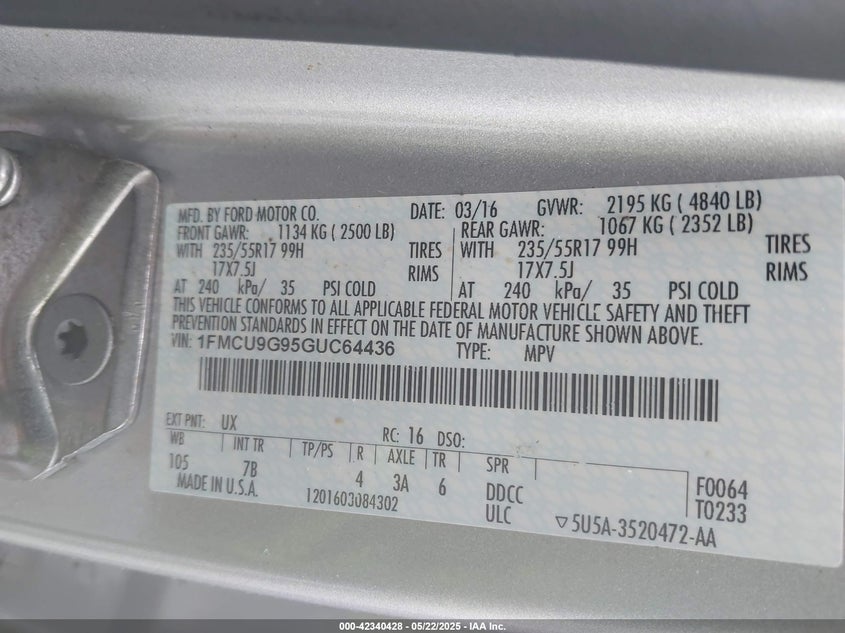 MFD. BY FORD MOTOR CO. DATE: 03/16 GVWR: 2195 KG ( 4840 LB)
FRONT GAWR: 1134 KG ( 2500 LB) REAR GAWR: 1067 KG ( 2352 LB)
WITH 235/55R17 99H TIRES WITH 235/55R17 99H TIRES
17X7.5J RIMS 17X7.5J RIMS
AT 240 kPa/ 35 PSI COLD AT 240 kPa/ 35 PSI COLD
THIS VEHICLE CONFORMS TO ALL APPLICABLE FEDERAL MOTOR VEHICLE SAFETY AND THEFT
PREVENTION STANDARDS IN EFFECT ON THE DATE OF MANUFACTURE SHOWN ABOVE.
VIN: 1FMCU9G95GUC64436 TYPE: MPV
EXT PNT: UX RC: 16 DSO:
WB INT TR TP/PS R AXLE TR SPR
105 7B 4 3A 6 DDCC F0064
MADE IN U.S.A. 1201603084302 ULC T0233
5U5A-3520472-AA
000-42340428 - 05/22/2025 - IAA Inc.